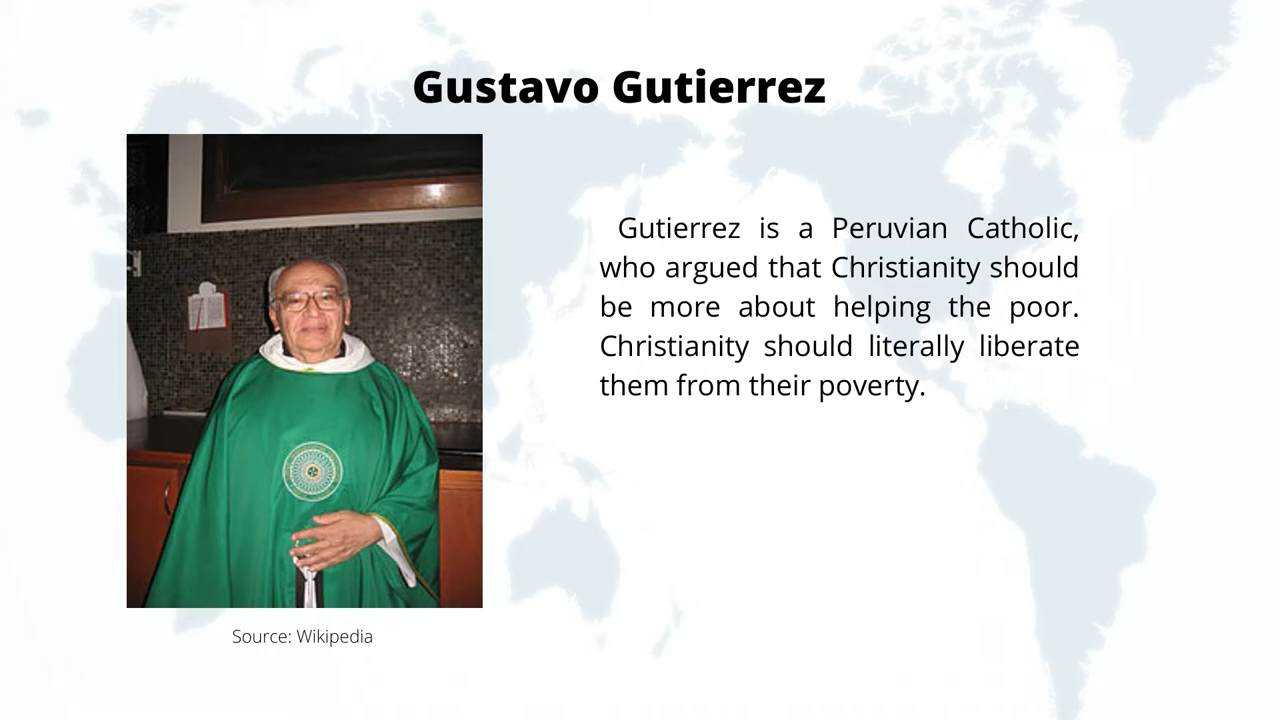 Gustavo Gutierrez
Gutierrez is a Peruvian Catholic,
who argued that Christianity should
be more about helping the poor.
Christianity should literally liberate
them from their poverty.
Source: Wikipedia